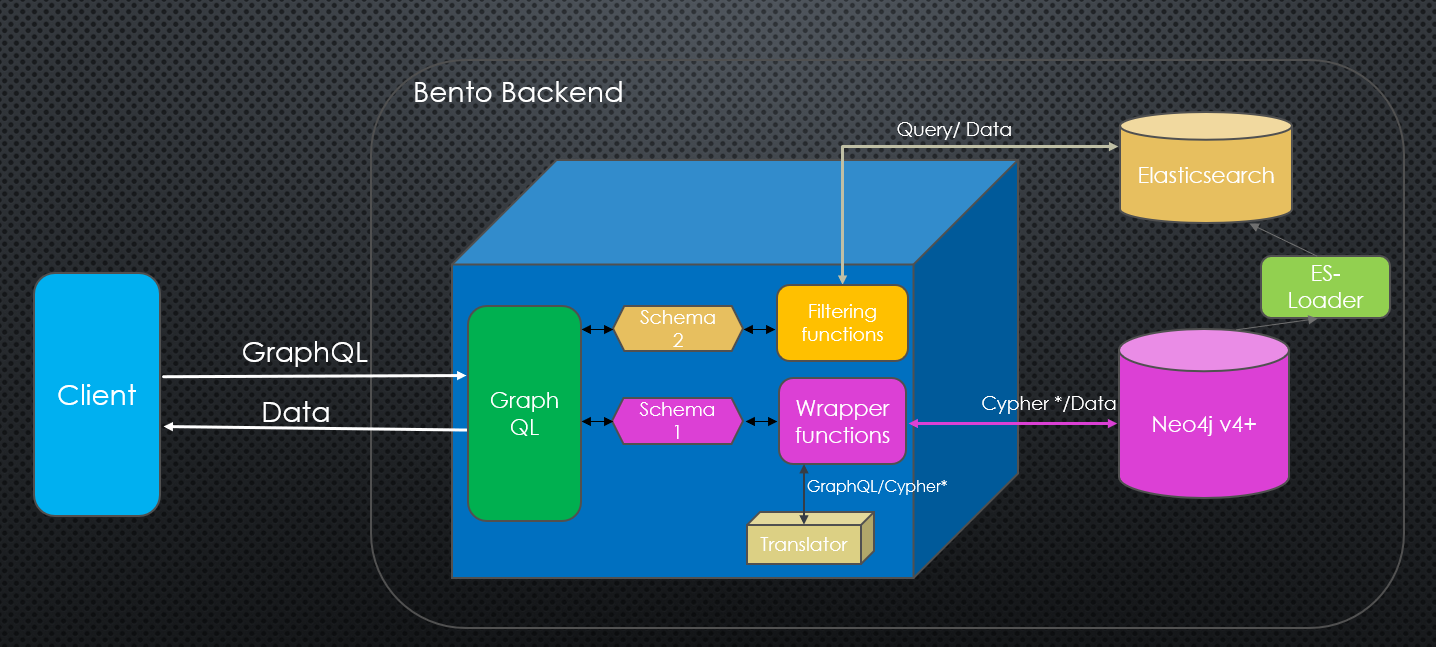 Bento Backend
Query/ Data
Elasticsearch
ES-
Loader
Filtering
functions
Schema
2
GraphQL
Client
Data
Graph
QL
Schema
1
Wrapper
functions
Cypher */Data
Neo4j v4+
GraphQL/Cypher*
Translator